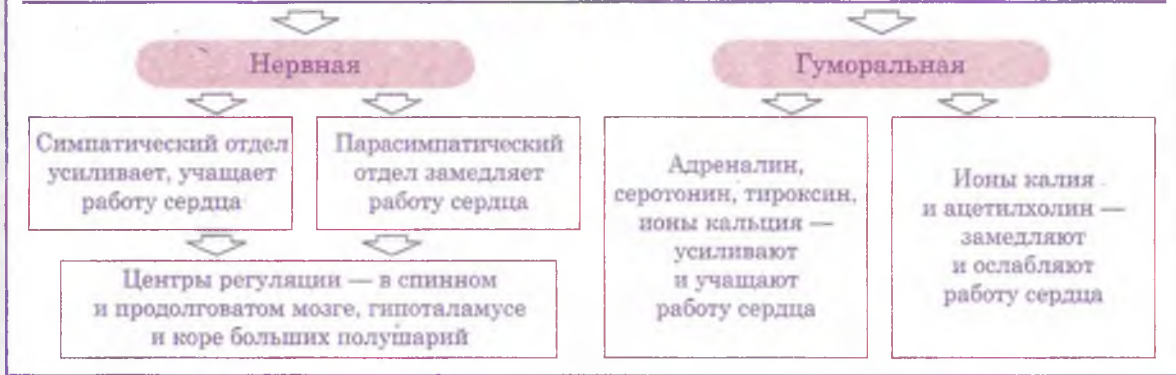 Нервная
Гуморальная
Симпатический отдел
усиливает, учащает
работу сердца
Парасимпатический
отдел замедляет
работу сердца
Центры регуляции — в спинном
и продолговатом мозге, гипоталамусе
и коре больших полушарий
Адреналин,
серотонин, тироксин,
ионы кальция —
усиливают
и учащают
работу сердца
Ионы калия
и ацетилхолин —
замедляют
и ослабляют
работу сердца